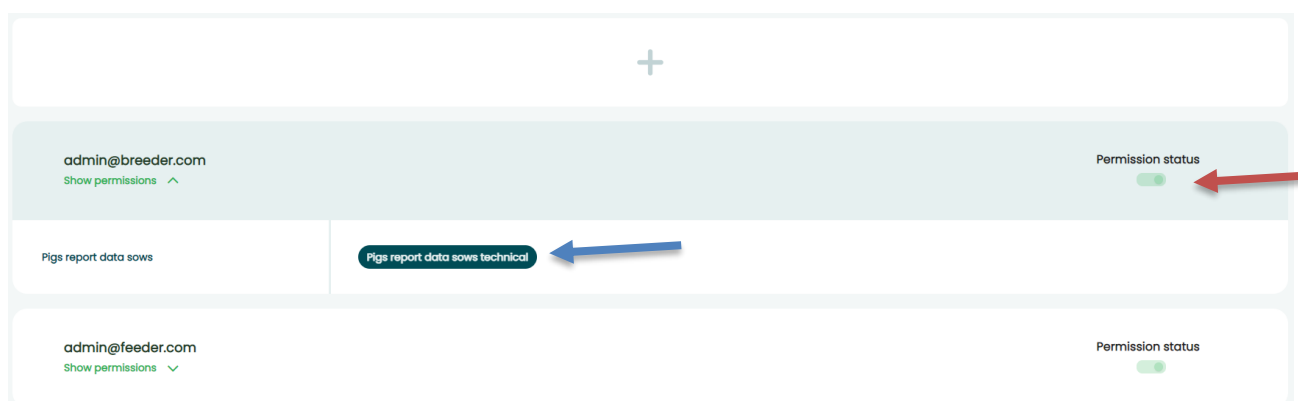 admin@breeder.com
Permission status
Show permissions
Pigs report data sows
Pigs report data sows technical
admin@feeder.com
Permission status
Show permissions